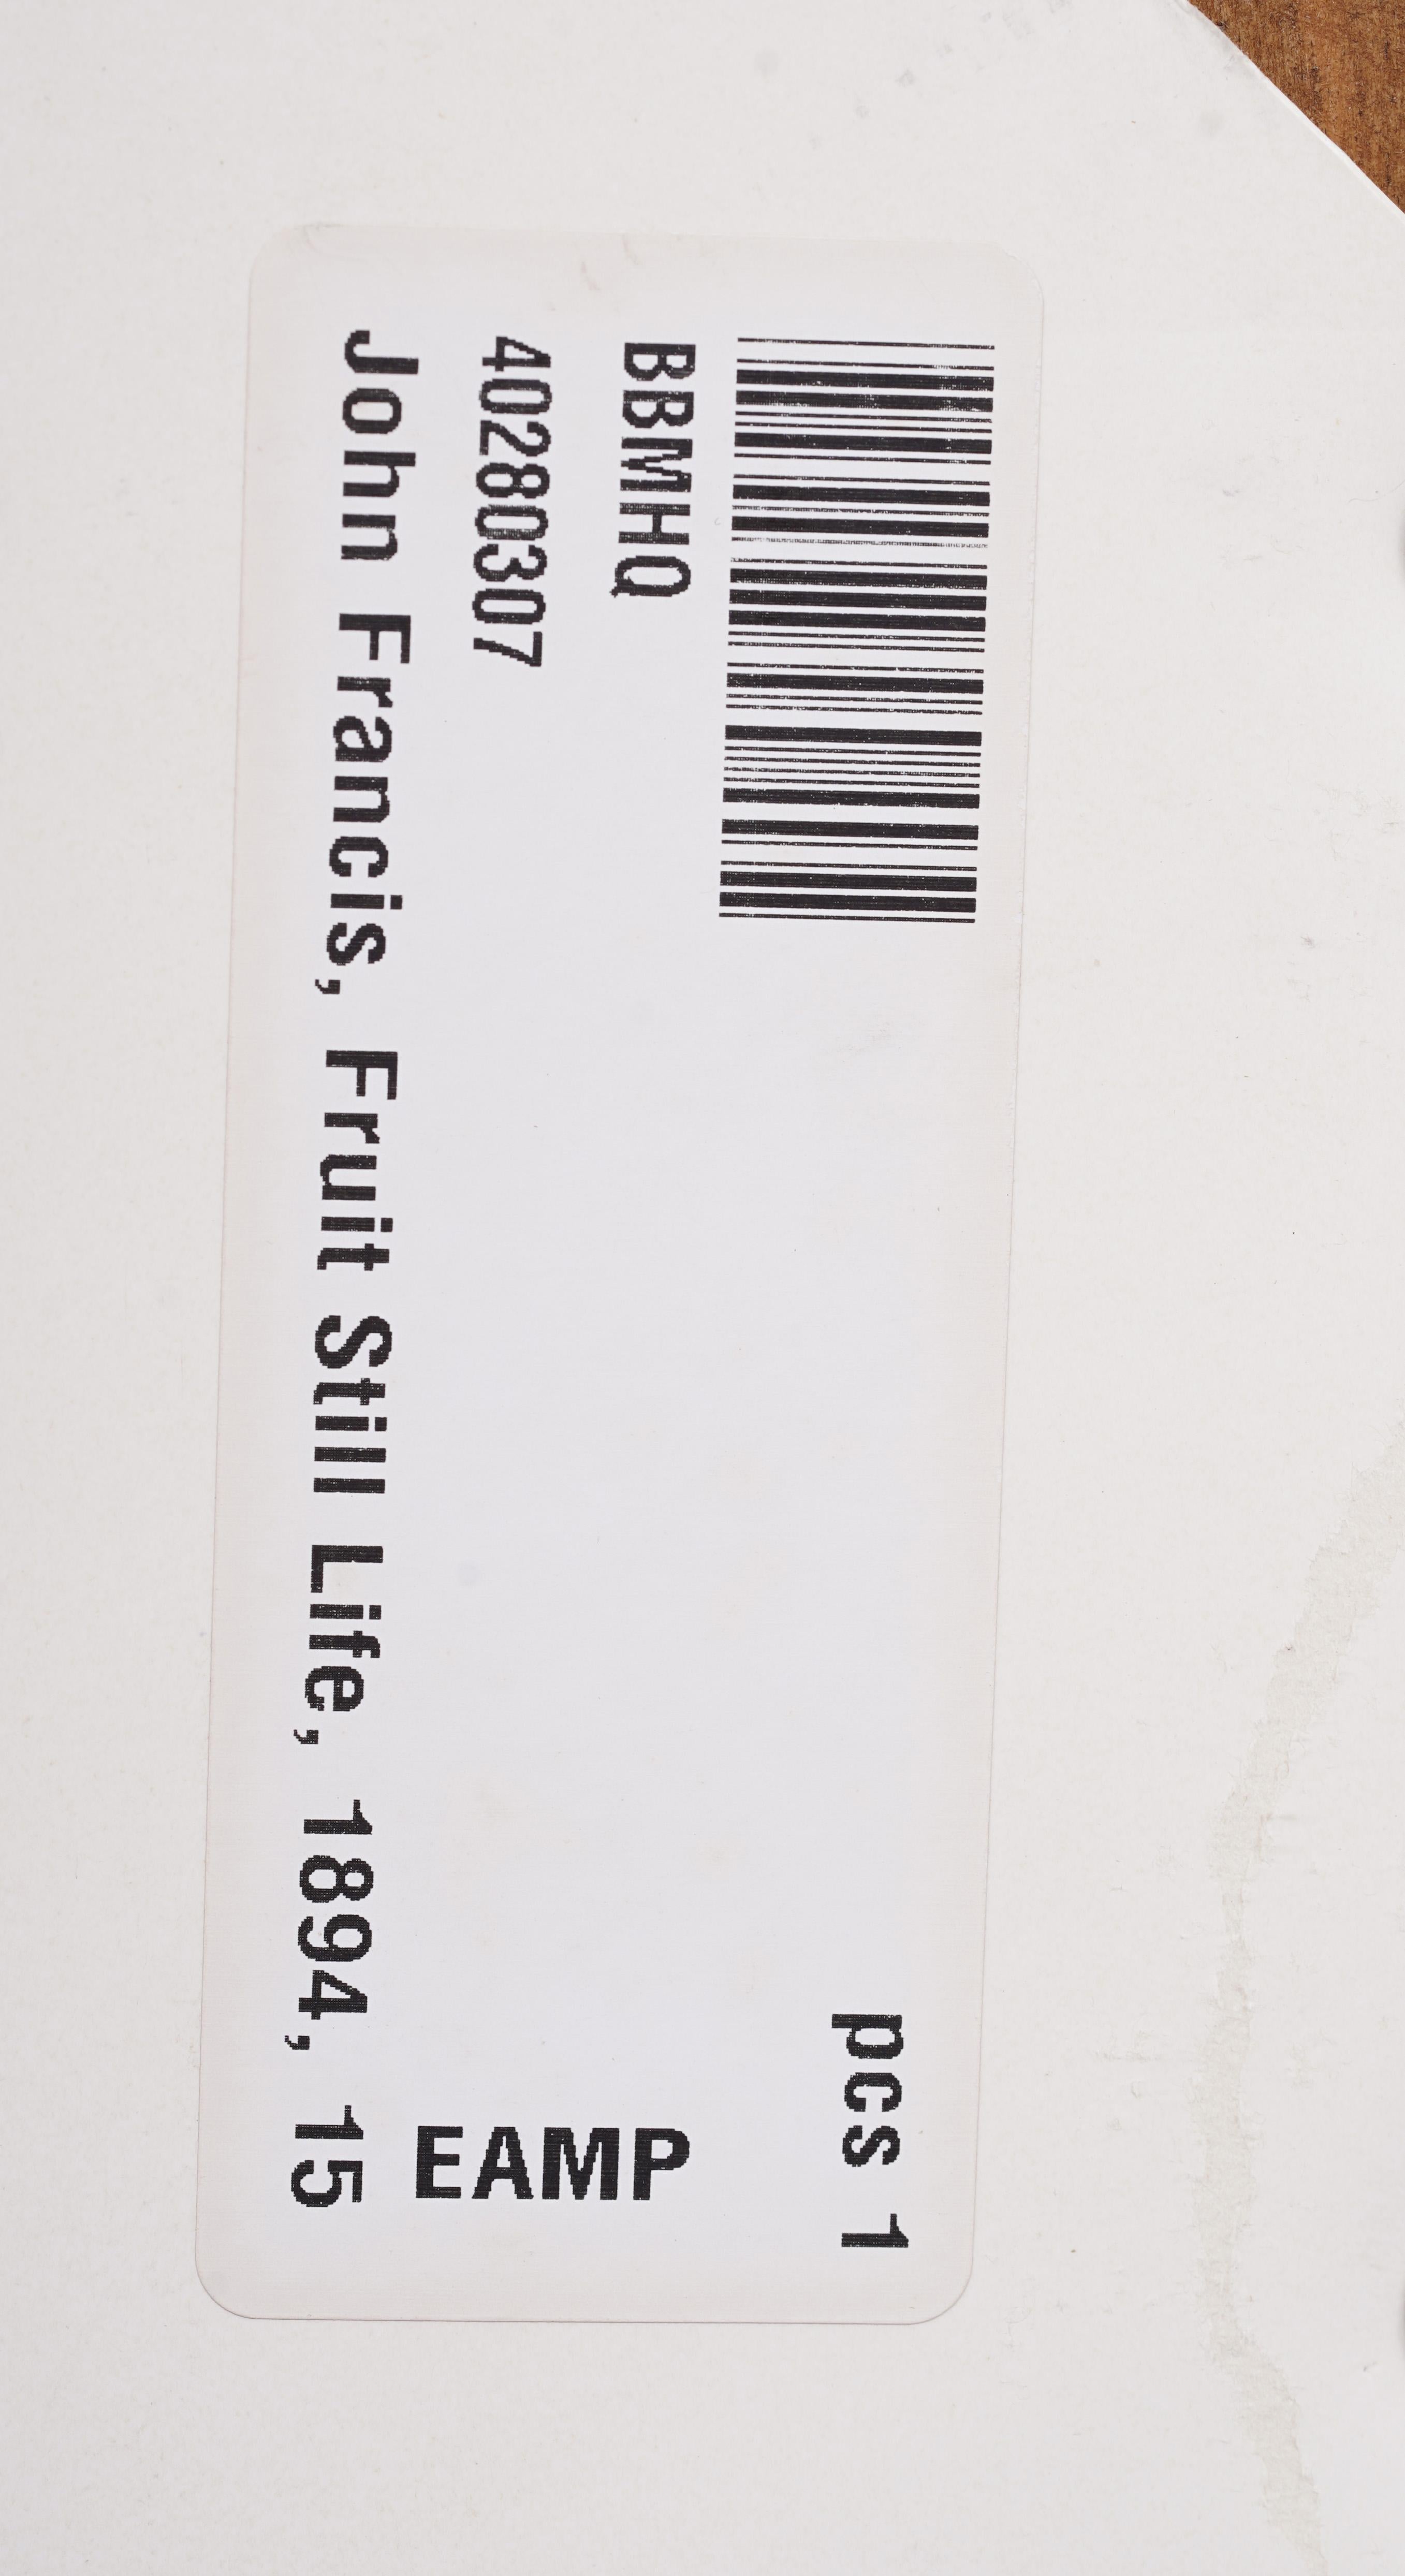 pcs 1
BBMHQ
40280307
EAMP
John Francis, Fruit Still Life, 1894, 15